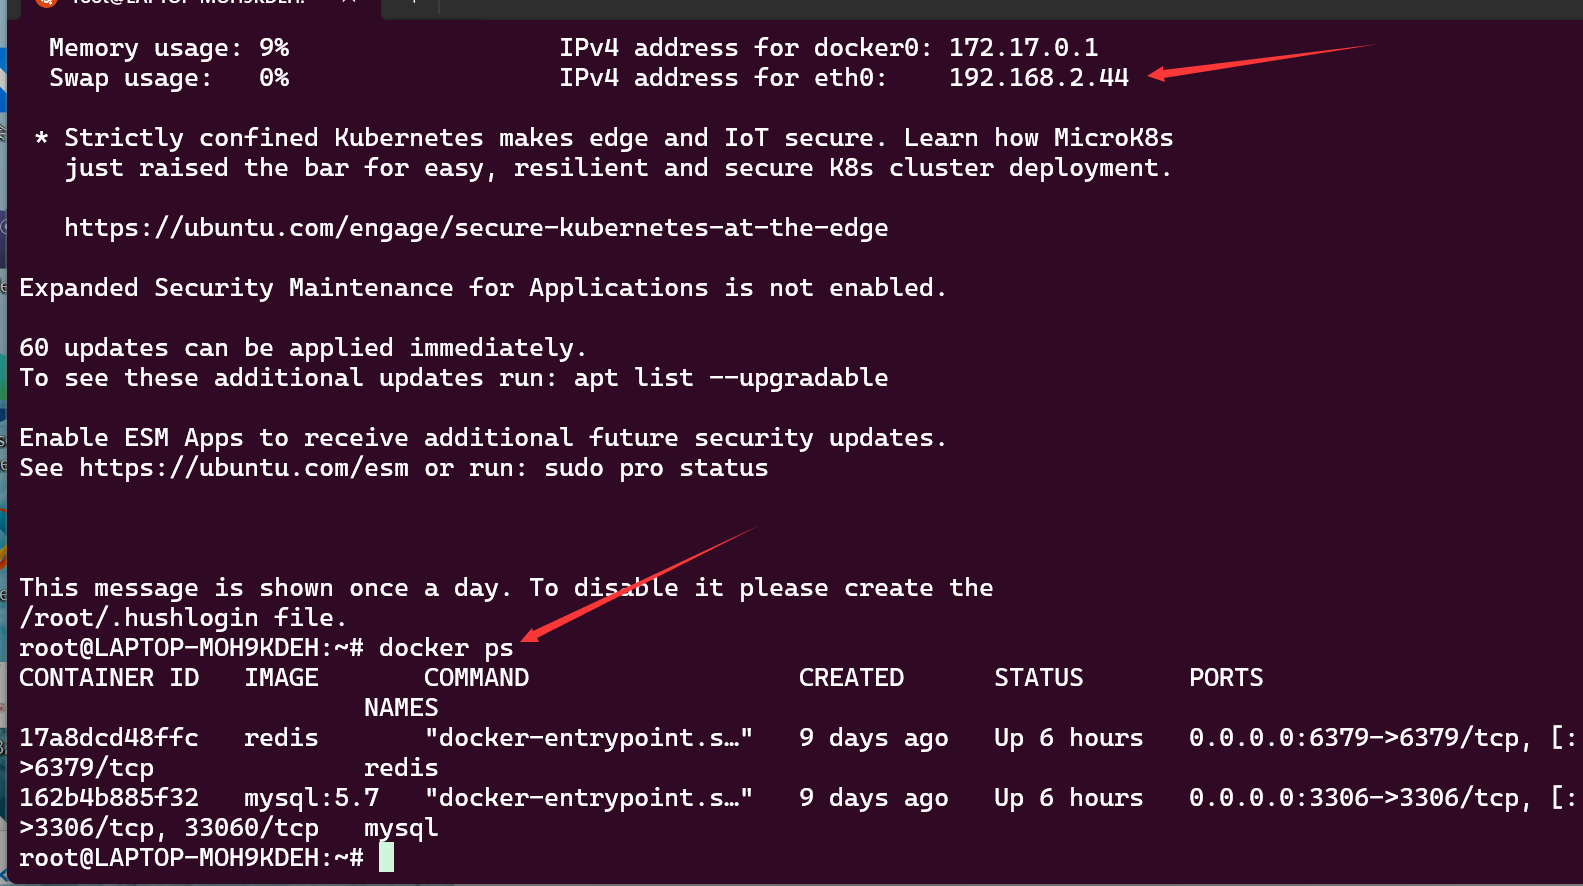 Memory usage: 9%                  IPv4 address for docker0: 172.17.0.1
Swap usage:   0%                  IPv4 address for eth0:    192.168.2.44
* Strictly confined Kubernetes makes edge and IoT secure. Learn how MicroK8s
just raised the bar for easy, resilient and secure K8s cluster deployment.
https://ubuntu.com/engage/secure-kubernetes-at-the-edge
Expanded Security Maintenance for Applications is not enabled.
60 updates can be applied immediately.
To see these additional updates run: apt list --upgradable
Enable ESM Apps to receive additional future security updates.
See https://ubuntu.com/esm or run: sudo pro status
This message is shown once a day. To disable it please create the
/root/.hushlogin file.
root@LAPTOP-MOH9KDEH:~# docker ps
CONTAINER ID   IMAGE       COMMAND                  CREATED      STATUS       PORTS
NAMES
17a8dcd48ffc   redis       "docker-entrypoint.s…"   9 days ago   Up 6 hours   0.0.0.0:6379->6379/tcp, [:
>6379/tcp              redis
162b4b885f32   mysql:5.7   "docker-entrypoint.s…"   9 days ago   Up 6 hours   0.0.0.0:3306->3306/tcp, [:
>3306/tcp, 33060/tcp   mysql
root@LAPTOP-MOH9KDEH:~#